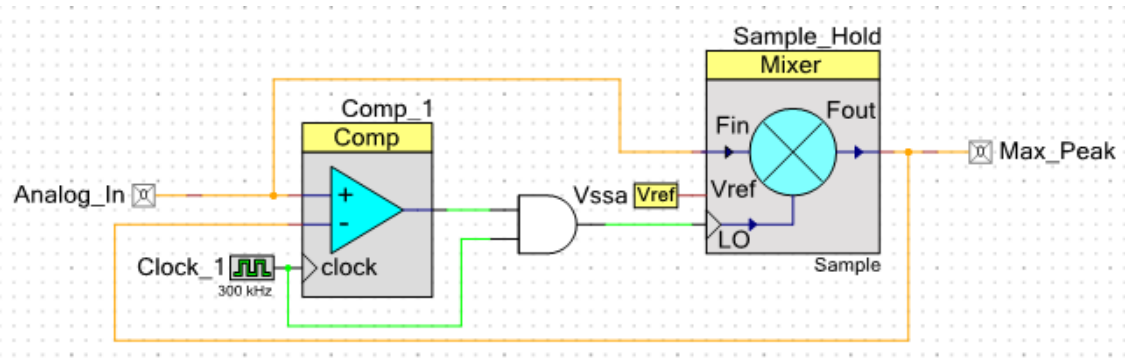 Sample_Hold
Mixer
Comp_1
Comp
Fin
Fout
Max_Peak
Analog_In
+
Vssa
Vref
Vref
-
LO
Clock_1
clock
Sample
300 kHz